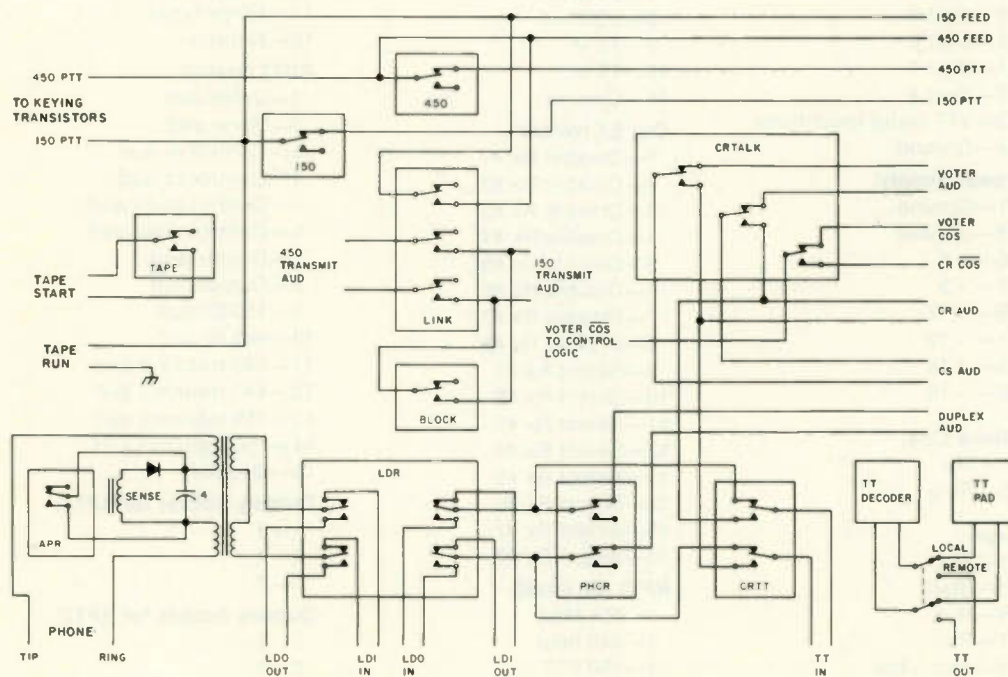 150 FEED
450 FEED
450 PTT
450 PTT
450
TO KEYING
TRANSISTORS
150 PTT
150 PTT
150
CRTALK
VOTER
AUD
VOTER
C̅O̅S̅
CR C̅O̅S̅
TAPE
TAPE
START
450
TRANSMIT
AUD
150
TRANSMIT
AUD
LINK
CR AUD
VOTER C̅O̅S̅
TO CONTROL
LOGIC
TAPE
RUN
CS AUD
BLOCK
DUPLEX
AUD
LDR
SENSE
4
APR
TT
DECODER
TT
PAD
LOCAL
REMOTE
PHCR
CRTT
PHONE
TIP
RING
LDO
OUT
LDI
IN
LDO
IN
LDI
OUT
TT
IN
TT
OUT